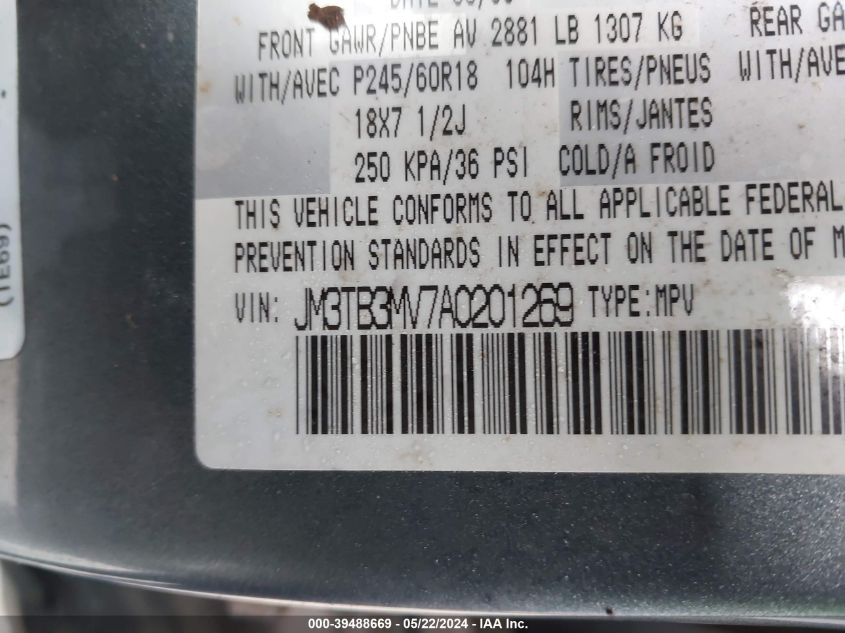 FRONT GAWR/PNBE AV 2881 LB 1307 KG REAR GA
WITH/AVEC P245/60R18 104H TIRES/PNEUS WITH/AVE
18X7 1/2J RIMS/JANTES
250 KPA/36 PSI COLD/A FROID
THIS VEHICLE CONFORMS TO ALL APPLICABLE FEDERAL
PREVENTION STANDARDS IN EFFECT ON THE DATE OF M
VIN: JM3TB3MV7A0201269 TYPE:MPV
(1E69)
000-39488669 - 05/22/2024 - IAA Inc.